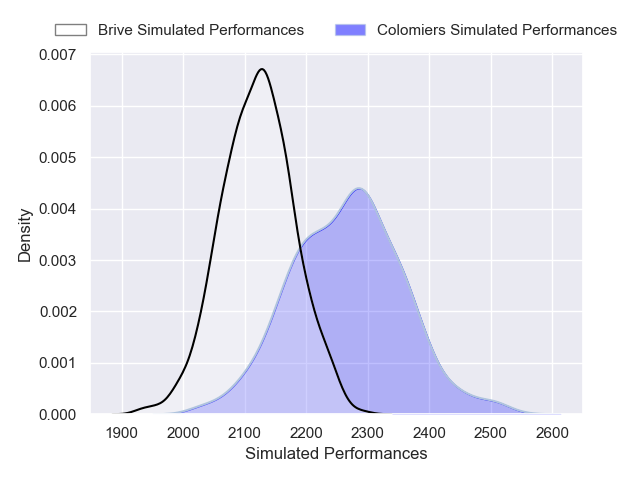 Brive Simulated Performances
Colomiers Simulated Performances
0.007
0.006
0.005
0.004
0.003
0.002
0.001
0.000
Density
1900 2000 2100 2200 2300 2400 2500 2600
Simulated Performances